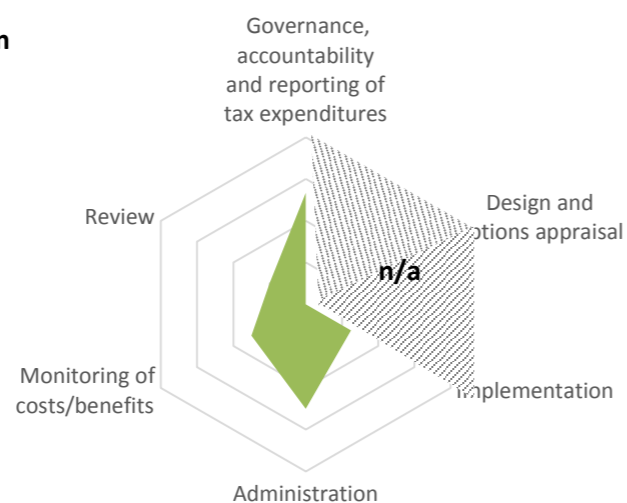 n
Governance,
accountability
and reporting of
tax expenditures
Review
Design and
options appraisal
n/a
Monitoring of
costs/benefits
Implementation
Administration